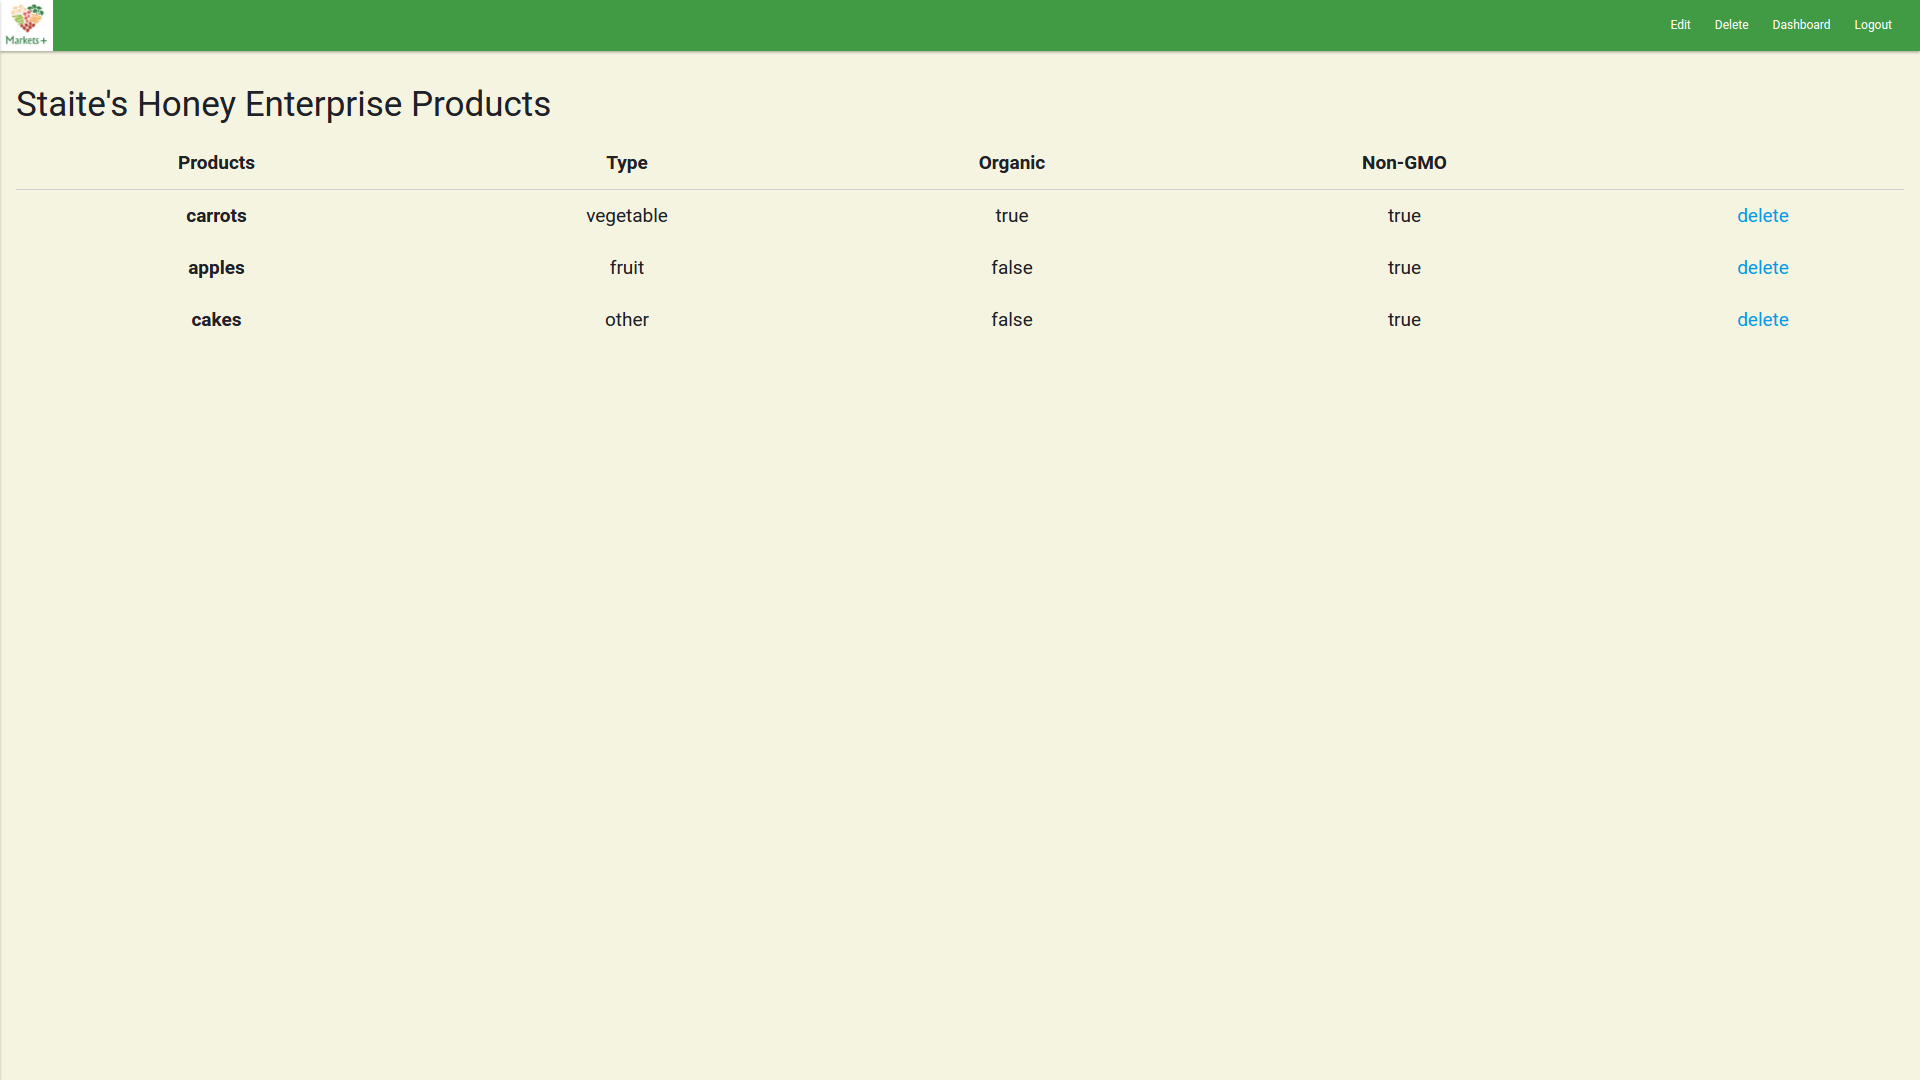 Markets+
Edit Delete Dashboard Logout
Staite's Honey Enterprise Products
Products Type Organic Non-GMO
carrots vegetable true true delete
apples fruit false true delete
cakes other false true delete